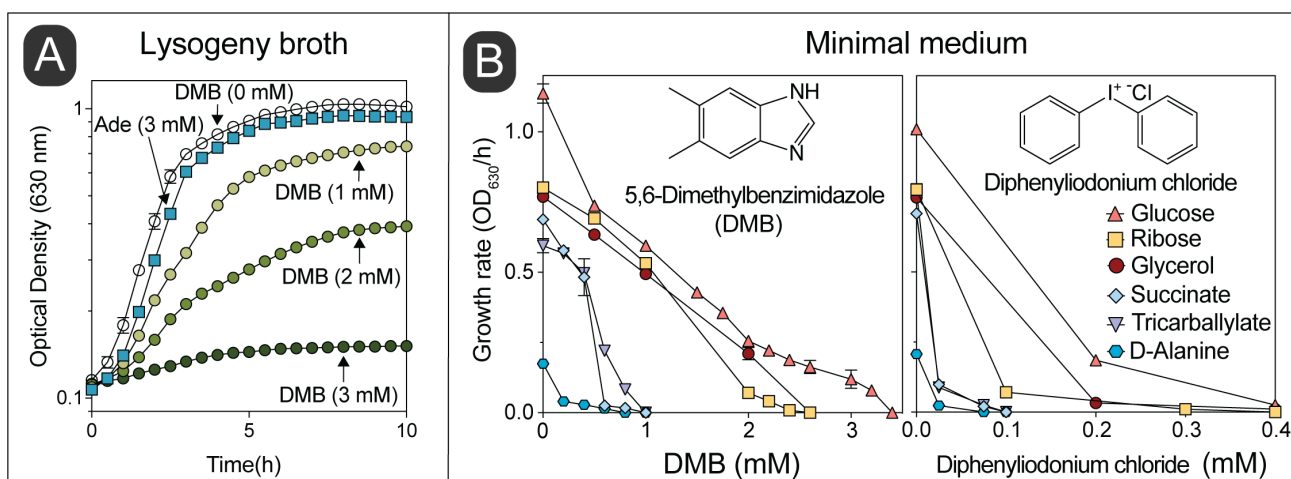 A
Lysogeny broth
Optical Density (630 nm)
1
0.1
DMB (0 mM)
Ade (3 mM)
DMB (1 mM)
DMB (2 mM)
DMB (3 mM)
0
5
10
Time(h)
B
Minimal medium
Growth rate (OD630/h)
1.0
0.5
0.0
NH
N
5,6-Dimethylbenzimidazole
(DMB)
0
1
2
3
DMB (mM)
I+ -Cl
Diphenyliodonium chloride
Glucose
Ribose
Glycerol
Succinate
Tricarballylate
D-Alanine
0.0
0.1
0.2
0.3
0.4
Diphenyliodonium chloride (mM)